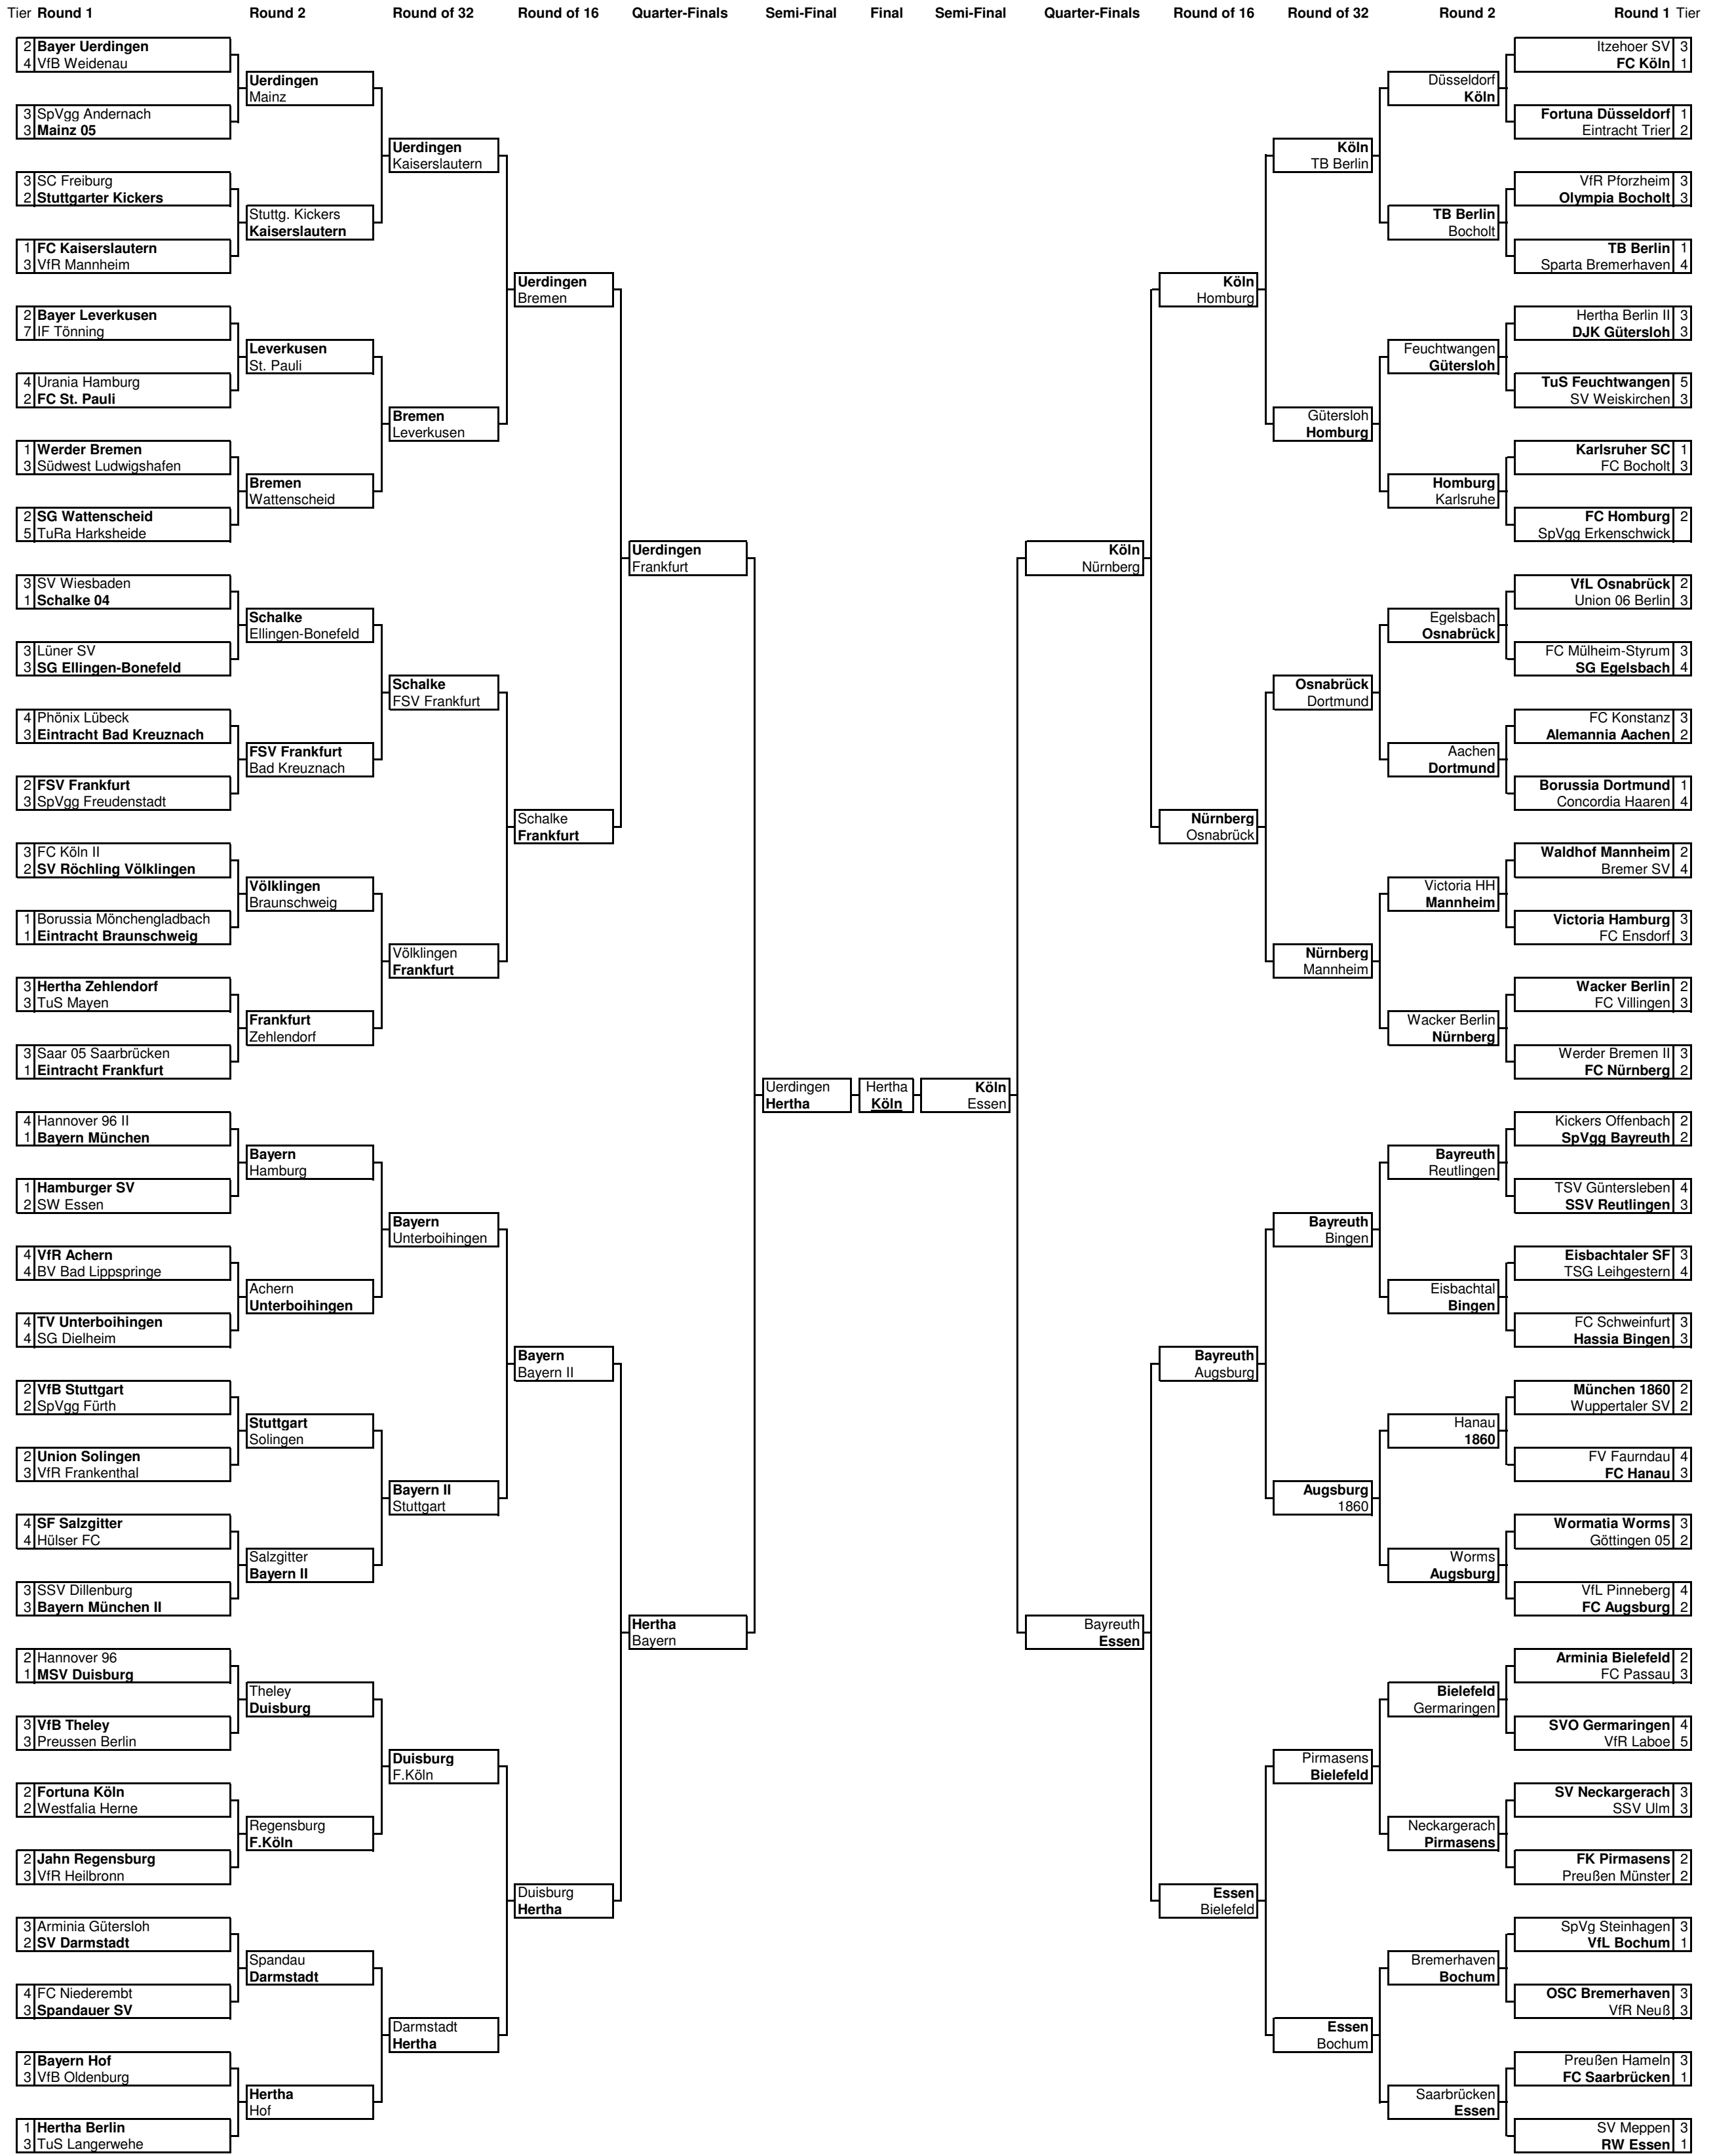 Tier Round 1 Round 2 Round of 32 Round of 16 Quarter-Finals Semi-Final Final Semi-Final Quarter-Finals Round of 16 Round of 32 Round 2 Round 1 Tier
2 Bayer Uerdingen
4 VfB Weidenau
3 SpVgg Andernach
3 Mainz 05
3 SC Freiburg
2 Stuttgarter Kickers
1 FC Kaiserslautern
3 VfR Mannheim
2 Bayer Leverkusen
7 IF Tönning
4 Urania Hamburg
2 FC St. Pauli
1 Werder Bremen
3 Südwest Ludwigshafen
2 SG Wattenscheid
5 TuRa Harksheide
3 SV Wiesbaden
1 Schalke 04
3 Lüner SV
3 SG Ellingen-Bonefeld
4 Phönix Lübeck
3 Eintracht Bad Kreuznach
2 FSV Frankfurt
3 SpVgg Freudenstadt
3 FC Köln II
2 SV Röchling Völklingen
1 Borussia Mönchengladbach
1 Eintracht Braunschweig
3 Hertha Zehlendorf
3 TuS Mayen
3 Saar 05 Saarbrücken
1 Eintracht Frankfurt
4 Hannover 96 II
1 Bayern München
1 Hamburger SV
2 SW Essen
4 VfR Achern
4 BV Bad Lippspringe
4 TV Unterboihingen
4 SG Dielheim
2 VfB Stuttgart
2 SpVgg Fürth
2 Union Solingen
3 VfR Frankenthal
4 SF Salzgitter
4 Hülser FC
3 SSV Dillenburg
3 Bayern München II
2 Hannover 96
1 MSV Duisburg
3 VfB Theley
3 Preussen Berlin
2 Fortuna Köln
2 Westfalia Herne
2 Jahn Regensburg
3 VfR Heilbronn
3 Arminia Gütersloh
2 SV Darmstadt
4 FC Niederembt
3 Spandauer SV
2 Bayern Hof
3 VfB Oldenburg
1 Hertha Berlin
3 TuS Langerwehe
Uerdingen
Mainz
Stuttg. Kickers
Kaiserslautern
Leverkusen
St. Pauli
Bremen
Wattenscheid
Schalke
Ellingen-Bonefeld
FSV Frankfurt
Bad Kreuznach
Völklingen
Braunschweig
Frankfurt
Zehlendorf
Bayern
Hamburg
Achern
Unterboihingen
Stuttgart
Solingen
Salzgitter
Bayern II
Theley
Duisburg
Regensburg
F.Köln
Spandau
Darmstadt
Hertha
Hof
Uerdingen
Kaiserslautern
Bremen
Leverkusen
Schalke
FSV Frankfurt
Völklingen
Frankfurt
Bayern
Unterboihingen
Bayern II
Stuttgart
Duisburg
F.Köln
Darmstadt
Hertha
Uerdingen
Bremen
Schalke
Frankfurt
Bayern
Bayern II
Duisburg
Hertha
Uerdingen
Frankfurt
Hertha
Bayern
Uerdingen
Hertha
Hertha
Köln
Köln
Essen
Köln
Nürnberg
Bayreuth
Essen
Köln
Homburg
Nürnberg
Osnabrück
Bayreuth
Augsburg
Essen
Bielefeld
Köln
TB Berlin
Gütersloh
Homburg
Osnabrück
Dortmund
Nürnberg
Mannheim
Bayreuth
Bingen
Augsburg
1860
Pirmasens
Bielefeld
Essen
Bochum
Düsseldorf
Köln
TB Berlin
Bocholt
Feuchtwangen
Gütersloh
Homburg
Karlsruhe
Egelsbach
Osnabrück
Aachen
Dortmund
Victoria HH
Mannheim
Wacker Berlin
Nürnberg
Bayreuth
Reutlingen
Eisbachtal
Bingen
Hanau
1860
Worms
Augsburg
Bielefeld
Germaringen
Neckargerach
Pirmasens
Bremerhaven
Bochum
Saarbrücken
Essen
Itzehoer SV 3
FC Köln 1
Fortuna Düsseldorf 1
Eintracht Trier 2
VfR Pforzheim 3
Olympia Bocholt 3
TB Berlin 1
Sparta Bremerhaven 4
Hertha Berlin II 3
DJK Gütersloh 3
TuS Feuchtwangen 5
SV Weiskirchen 3
Karlsruher SC 1
FC Bocholt 3
FC Homburg 2
SpVgg Erkenschwick
VfL Osnabrück 2
Union 06 Berlin 3
FC Mülheim-Styrum 3
SG Egelsbach 4
FC Konstanz 3
Alemannia Aachen 2
Borussia Dortmund 1
Concordia Haaren 4
Waldhof Mannheim 2
Bremer SV 4
Victoria Hamburg 3
FC Ensdorf 3
Wacker Berlin 2
FC Villingen 3
Werder Bremen II 3
FC Nürnberg 2
Kickers Offenbach 2
SpVgg Bayreuth 2
TSV Güntersleben 4
SSV Reutlingen 3
Eisbachtaler SF 3
TSG Leihgestern 4
FC Schweinfurt 3
Hassia Bingen 3
München 1860 2
Wuppertaler SV 2
FV Faurndau 4
FC Hanau 3
Wormatia Worms 3
Göttingen 05 2
VfL Pinneberg 4
FC Augsburg 2
Arminia Bielefeld 2
FC Passau 3
SVO Germaringen 4
VfR Laboe 5
SV Neckargerach 3
SSV Ulm 3
FK Pirmasens 2
Preußen Münster 2
SpVg Steinhagen 3
VfL Bochum 1
OSC Bremerhaven 3
VfR Neuß 3
Preußen Hameln 3
FC Saarbrücken 1
SV Meppen 3
RW Essen 1